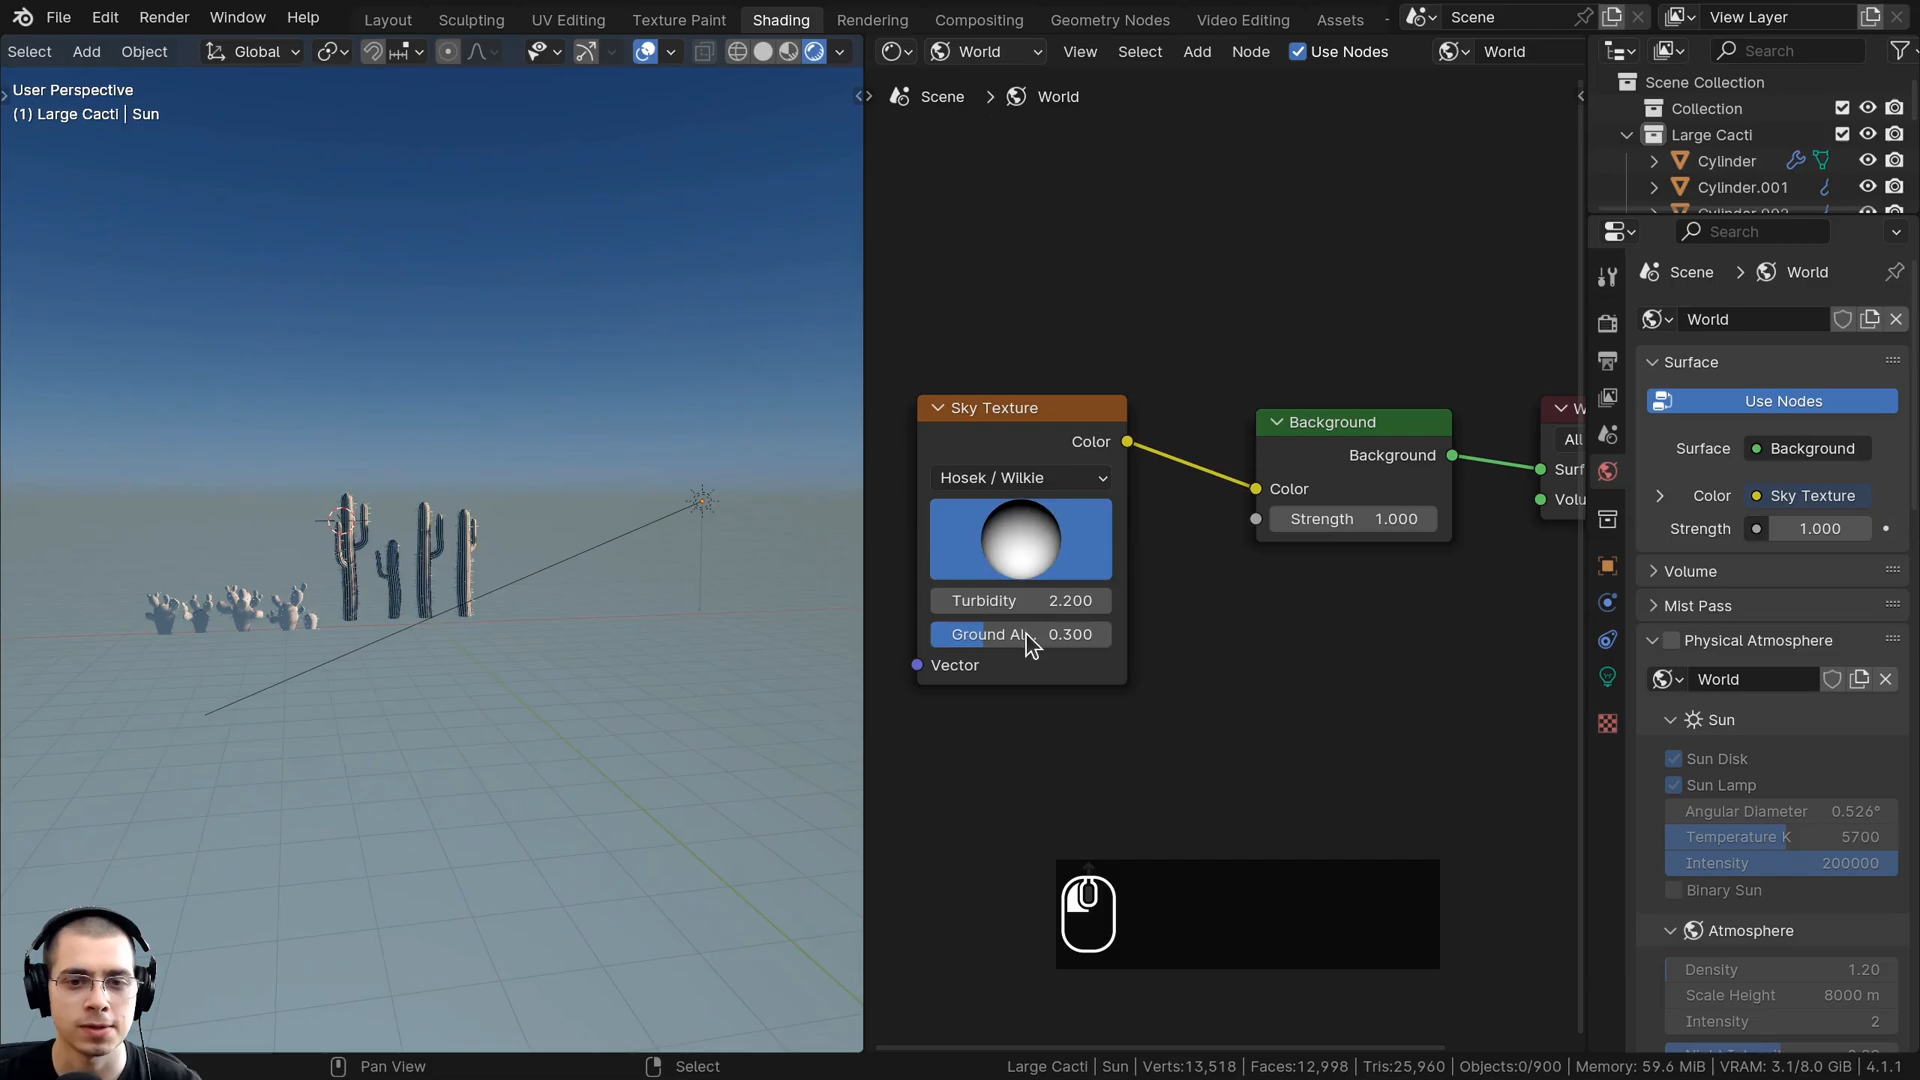 File Edit Render Window Help Layout Sculpting UV Editing Texture Paint Shading Rendering Compositing Geometry Nodes Video Editing Assets Scene View Layer
Select Add Object Global World View Select Add Node Use Nodes World Search
User Perspective
(1) Large Cacti | Sun
Scene > World
Scene Collection
Collection
Large Cacti
Cylinder
Cylinder.001
Search
Scene > World
World
Surface
Use Nodes
Surface Background
Color Sky Texture
Strength 1.000
Volume
Mist Pass
Physical Atmosphere
World
Sun
Sun Disk
Sun Lamp
Angular Diameter 0.526°
Temperature K 5700
Intensity 200000
Binary Sun
Atmosphere
Density 1.20
Scale Height 8000 m
Intensity 2
Sky Texture
Color
Hosek / Wilkie
Turbidity 2.200
Ground Al.. 0.300
Vector
Background
Background
Color
Strength 1.000
W
All
Surf
Volu
Pan View Select Large Cacti | Sun | Verts:13,518 | Faces:12,998 | Tris:25,960 | Objects:0/900 | Memory: 59.6 MiB | VRAM: 3.1/8.0 GiB | 4.1.1